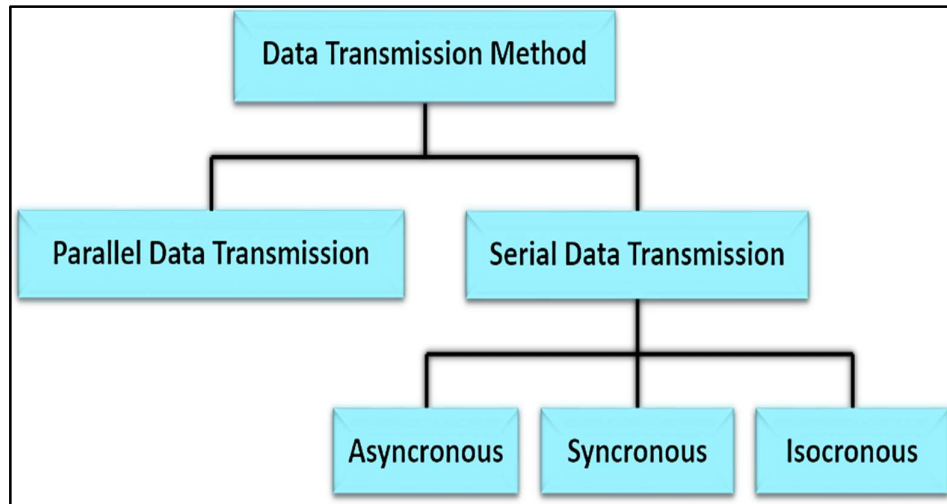 Data Transmission Method
Parallel Data Transmission
Serial Data Transmission
Asyncronous
Syncronous
Isocronous